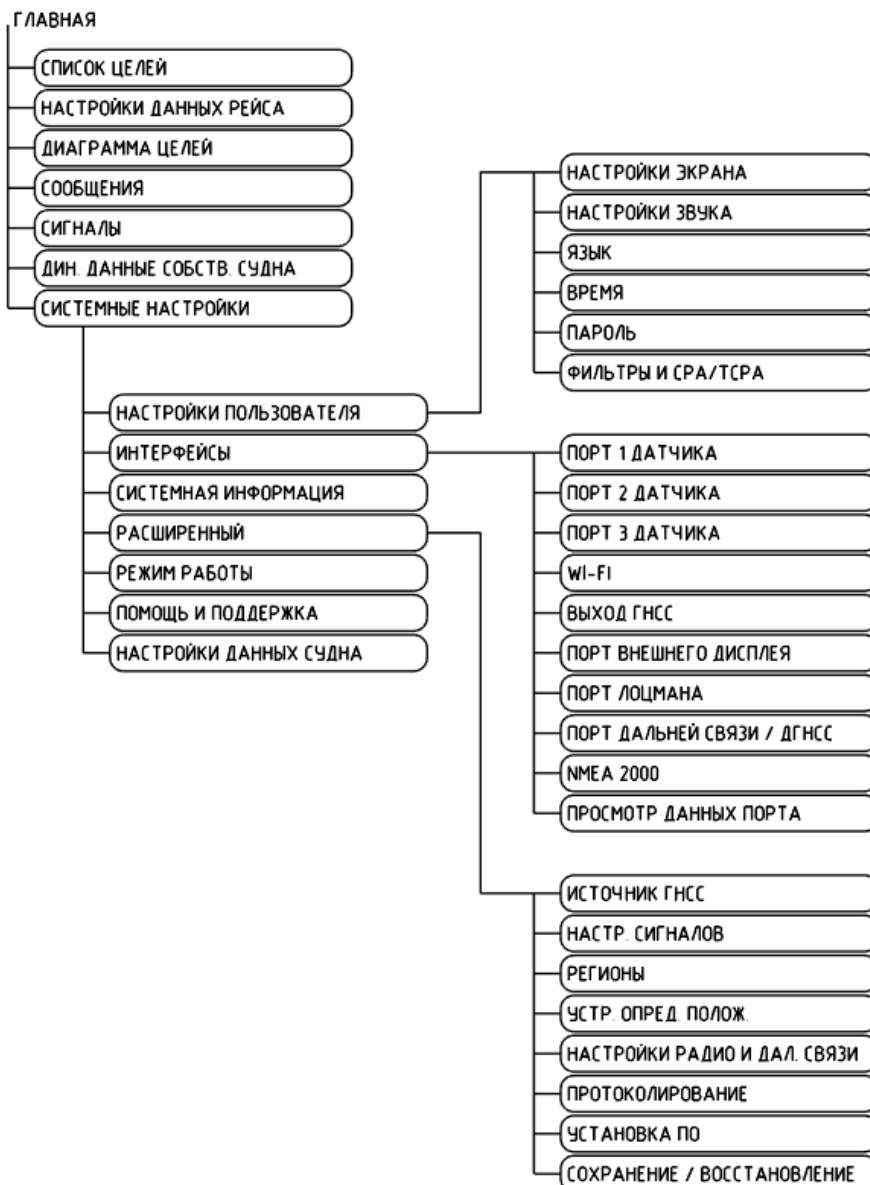 ГЛАВНАЯ
СПИСОК ЦЕЛЕЙ
НАСТРОЙКИ ДАННЫХ РЕЙСА
ДИАГРАММА ЦЕЛЕЙ
СООБЩЕНИЯ
СИГНАЛЫ
ДИН. ДАННЫЕ СОБСТВ. СУДНА
СИСТЕМНЫЕ НАСТРОЙКИ
НАСТРОЙКИ ПОЛЬЗОВАТЕЛЯ
ИНТЕРФЕЙСЫ
СИСТЕМНАЯ ИНФОРМАЦИЯ
РАСШИРЕННЫЙ
РЕЖИМ РАБОТЫ
ПОМОЩЬ И ПОДДЕРЖКА
НАСТРОЙКИ ДАННЫХ СУДНА
НАСТРОЙКИ ЭКРАНА
НАСТРОЙКИ ЗВУКА
ЯЗЫК
ВРЕМЯ
ПАРОЛЬ
ФИЛЬТРЫ И CPA/TCPA
ПОРТ 1 ДАТЧИКА
ПОРТ 2 ДАТЧИКА
ПОРТ 3 ДАТЧИКА
WI-FI
ВЫХОД ГНСС
ПОРТ ВНЕШНЕГО ДИСПЛЕЯ
ПОРТ ЛОЦМАНА
ПОРТ ДАЛЬНЕЙ СВЯЗИ / ДГНСС
NMEA 2000
ПРОСМОТР ДАННЫХ ПОРТА
ИСТОЧНИК ГНСС
НАСТР. СИГНАЛОВ
РЕГИОНЫ
УСТР. ОПРЕД. ПОЛОЖ.
НАСТРОЙКИ РАДИО И ДАЛ. СВЯЗИ
ПРОТОКОЛИРОВАНИЕ
УСТАНОВКА ПО
СОХРАНЕНИЕ / ВОССТАНОВЛЕНИЕ